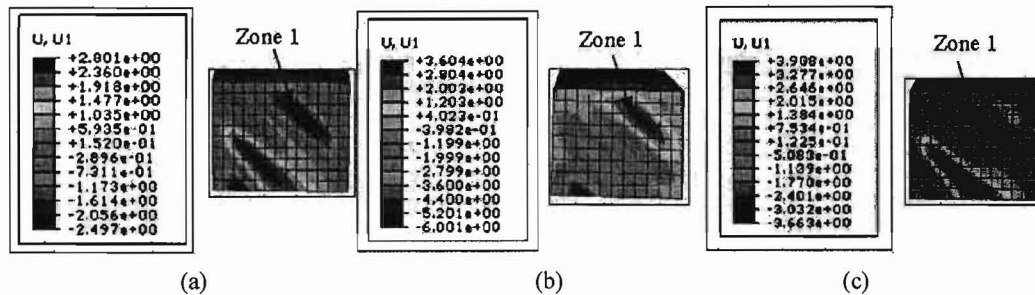 U, U1
+2.801e+00
+2.360e+00
+1.918e+00
+1.477e+00
+1.035e+00
+5.935e-01
+1.520e-01
-2.896e-01
-7.311e-01
-1.173e+00
-1.614e+00
-2.056e+00
-2.497e+00
Zone 1
U, U1
+3.604e+00
+2.804e+00
+2.003e+00
+1.203e+00
+4.023e-01
-3.982e-01
-1.199e+00
-1.999e+00
-2.799e+00
-3.600e+00
-4.400e+00
-5.201e+00
-6.001e+00
Zone 1
U, U1
+3.908e+00
+3.277e+00
+2.646e+00
+2.015e+00
+1.384e+00
+7.534e-01
+1.225e-01
-5.083e-01
-1.139e+00
-1.770e+00
-2.401e+00
-3.032e+00
-3.663e+00
Zone 1
(a)
(b)
(c)